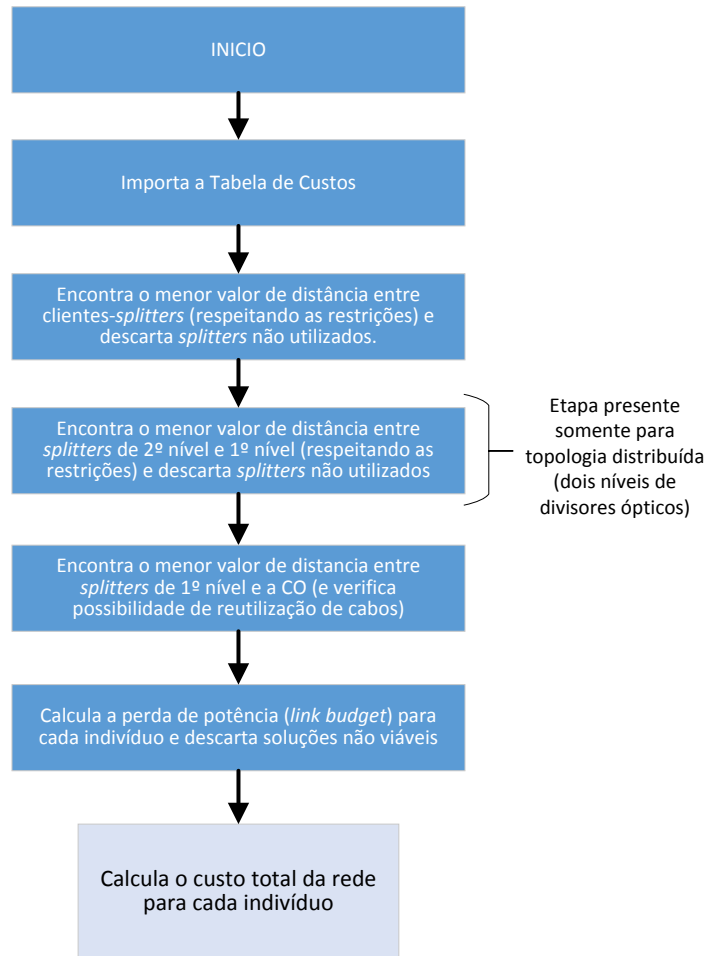 INICIO
Importa a Tabela de Custos
Encontra o menor valor de distância entre
clientes-splitters (respeitando as restrições) e
descarta splitters não utilizados.
Encontra o menor valor de distância entre
splitters de 2º nível e 1º nível (respeitando as
restrições) e descarta splitters não utilizados
Etapa presente
somente para
topologia distribuída
(dois níveis de
divisores ópticos)
Encontra o menor valor de distancia entre
splitters de 1º nível e a CO (e verifica
possibilidade de reutilização de cabos)
Calcula a perda de potência (link budget) para
cada indivíduo e descarta soluções não viáveis
Calcula o custo total da rede
para cada indivíduo